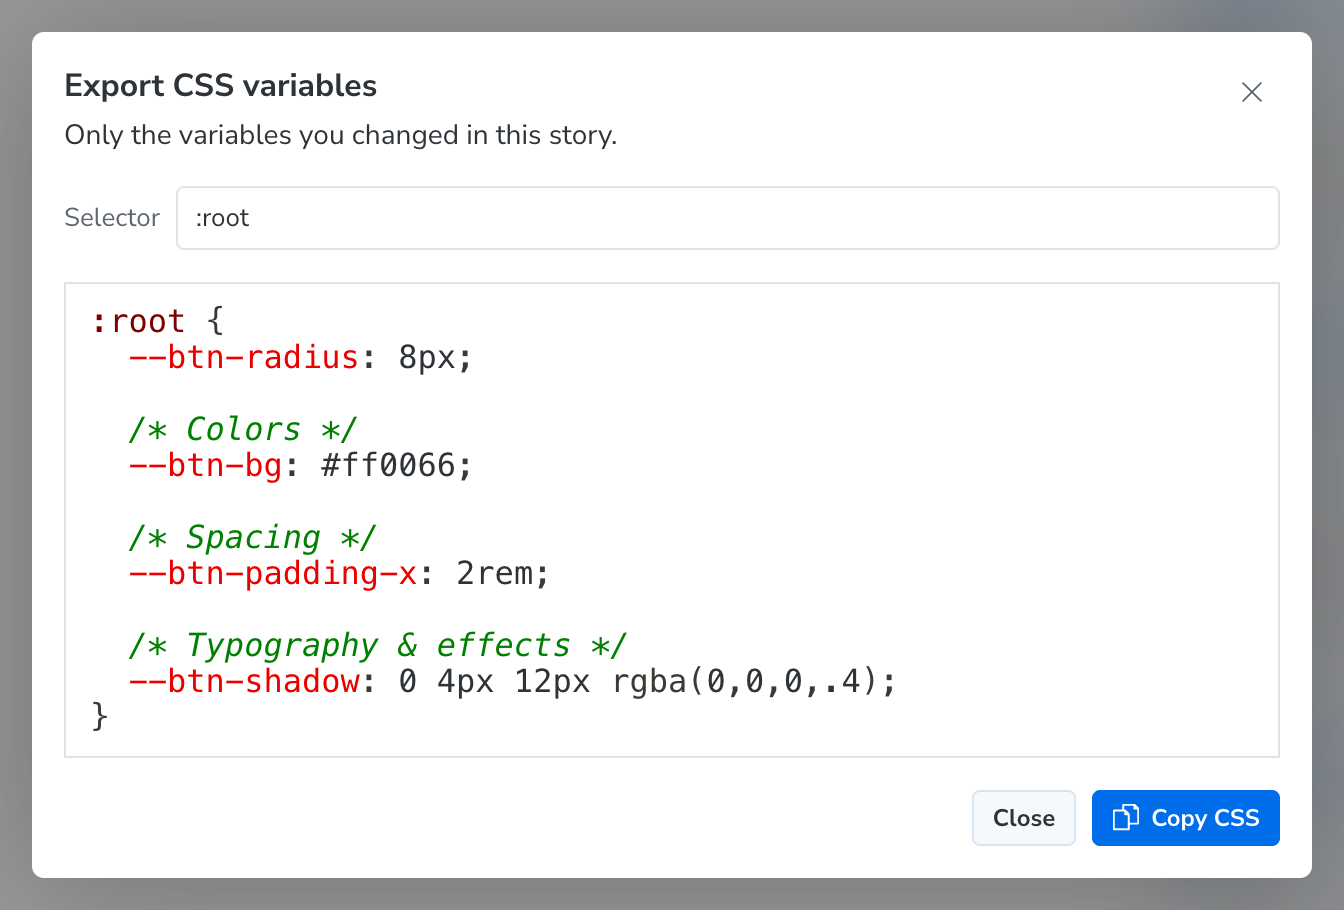 Export CSS variables
Only the variables you changed in this story.
Selector
:root
:root {
  --btn-radius: 8px;

  /* Colors */
  --btn-bg: #ff0066;

  /* Spacing */
  --btn-padding-x: 2rem;

  /* Typography & effects */
  --btn-shadow: 0 4px 12px rgba(0,0,0,.4);
}
Close
Copy CSS